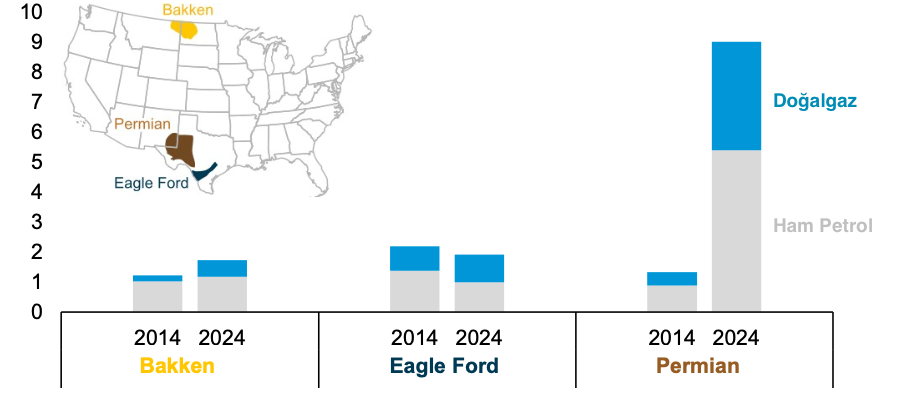 10
9
8
7
6
5
4
3
2
1
0
Bakken
Permian
Eagle Ford
Doğalgaz
Ham Petrol
2014 2024
Bakken
2014 2024
Eagle Ford
2014 2024
Permian